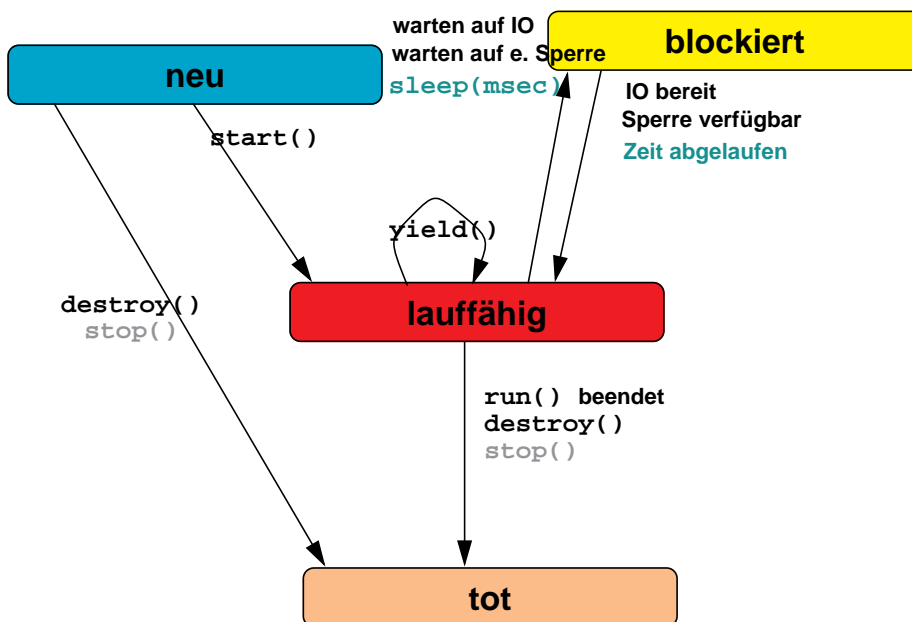 warten auf IO
warten auf e. Sperre
sleep(msec)
blockiert
neu
IO bereit
Sperre verfügbar
Zeit abgelaufen
start()
yield()
destroy()
stop()
lauffähig
run() beendet
destroy()
stop()
tot